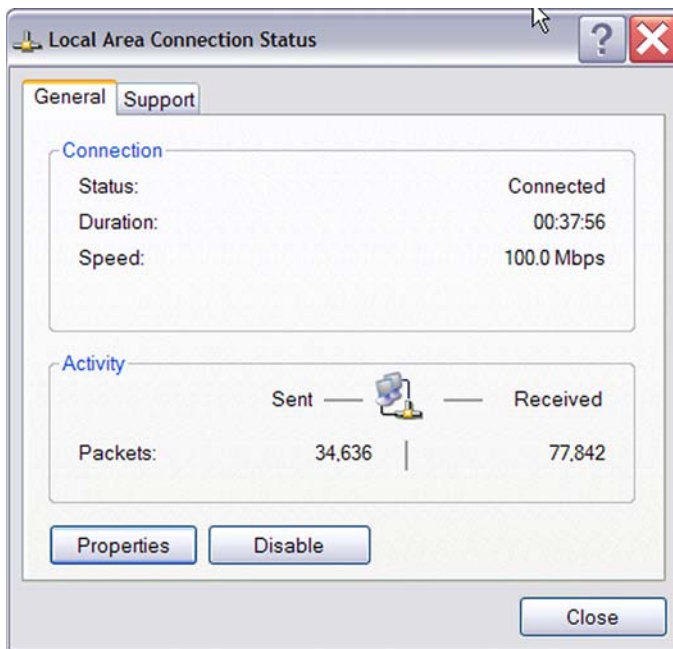 Local Area Connection Status
General Support
Connection
Status: Connected
Duration: 00:37:56
Speed: 100.0 Mbps
Activity
Sent Received
Packets: 34,636 77,842
Properties Disable
Close